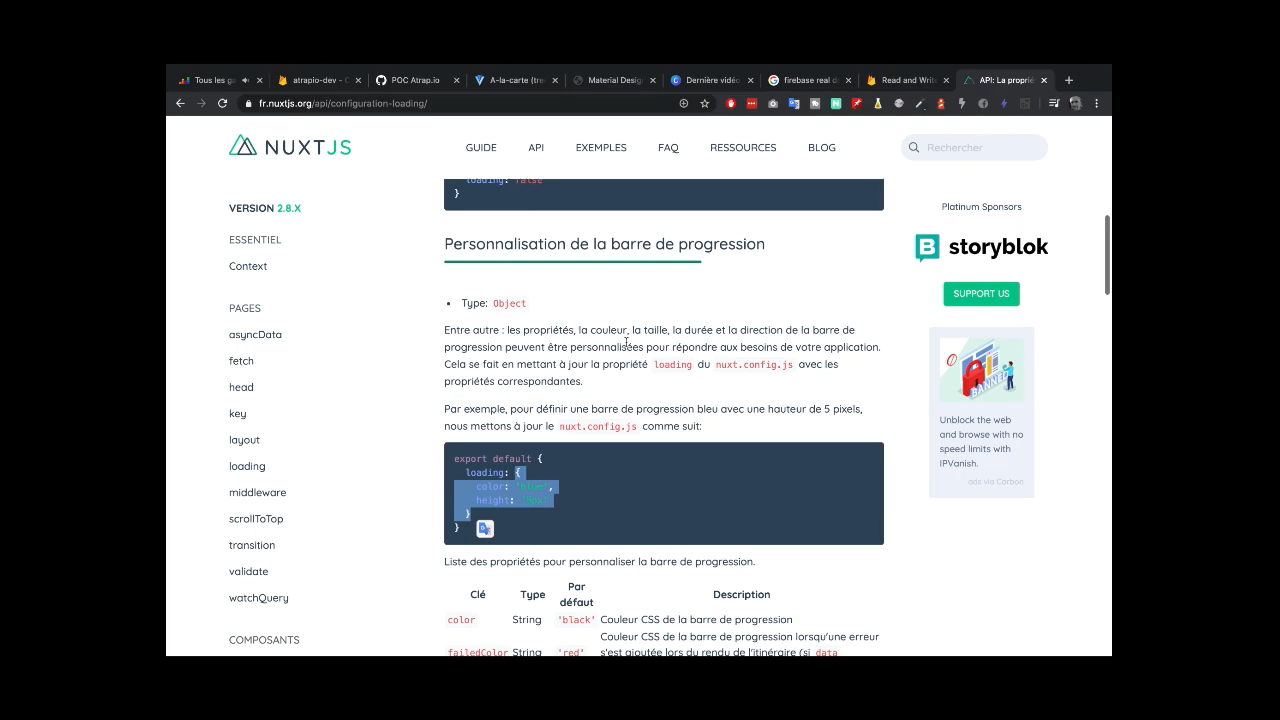 Tous les g
atrapio-dev - C
POC Atrap.io
A-la-carte (tre
Material Desig
Dernière vidéo
firebase real da
Read and Write
API: La proprié
fr.nuxtjs.org/api/configuration-loading/
NUXTJS
GUIDE
API
EXEMPLES
FAQ
RESSOURCES
BLOG
Rechercher
VERSION 2.8.X
ESSENTIEL
Context
PAGES
asyncData
fetch
head
key
layout
loading
middleware
scrollToTop
transition
validate
watchQuery
COMPOSANTS
loading: false
}
Personnalisation de la barre de progression
• Type: Object
Entre autre : les propriétés, la couleur, la taille, la durée et la direction de la barre de
progression peuvent être personnalisées pour répondre aux besoins de votre application.
Cela se fait en mettant à jour la propriété loading du nuxt.config.js avec les
propriétés correspondantes.
Par exemple, pour définir une barre de progression bleu avec une hauteur de 5 pixels,
nous mettons à jour le nuxt.config.js comme suit:
export default {
loading: {
color: 'blue',
height: '5px'
}
}
Liste des propriétés pour personnaliser la barre de progression.
Clé Type Par défaut Description
color String 'black' Couleur CSS de la barre de progression
Couleur CSS de la barre de progression lorsqu'une erreur
failedColor String 'red' s'est ajoutée lors du rendu de l'itinéraire (si data
Platinum Sponsors
storyblok
SUPPORT US
BANNED
Unblock the web
and browse with no
speed limits with
IPVanish.
ads via Carbon